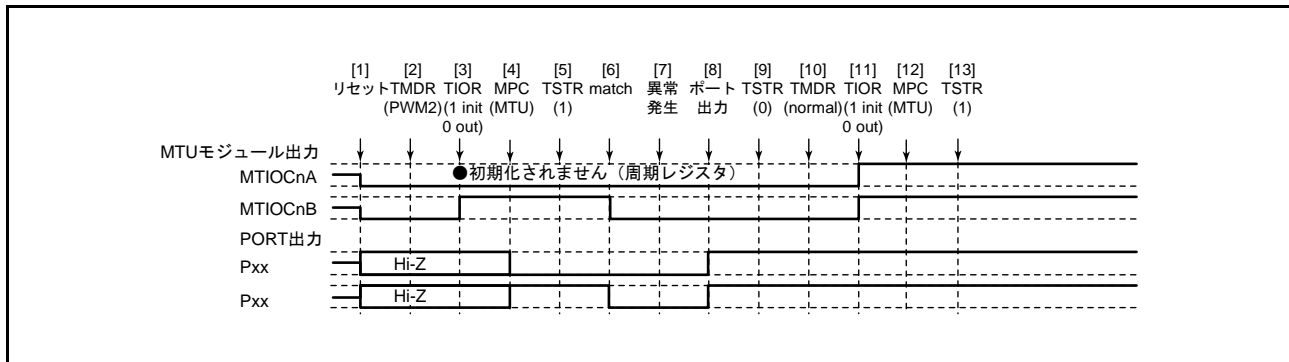 [1] [2] [3] [4] [5] [6] [7] [8] [9] [10] [11] [12] [13]
リセット TMDR TIOR MPC TSTR match 異常 ポート TSTR TMDR TIOR MPC TSTR
(PWM2) (1 init (MTU) (1) 発生 出力 (0) (normal) (1 init (MTU) (1)
0 out) 0 out)
MTUモジュール出力
MTIOCnA ●初期化されません（周期レジスタ）
MTIOCnB
PORT出力
Pxx Hi-Z
Pxx Hi-Z